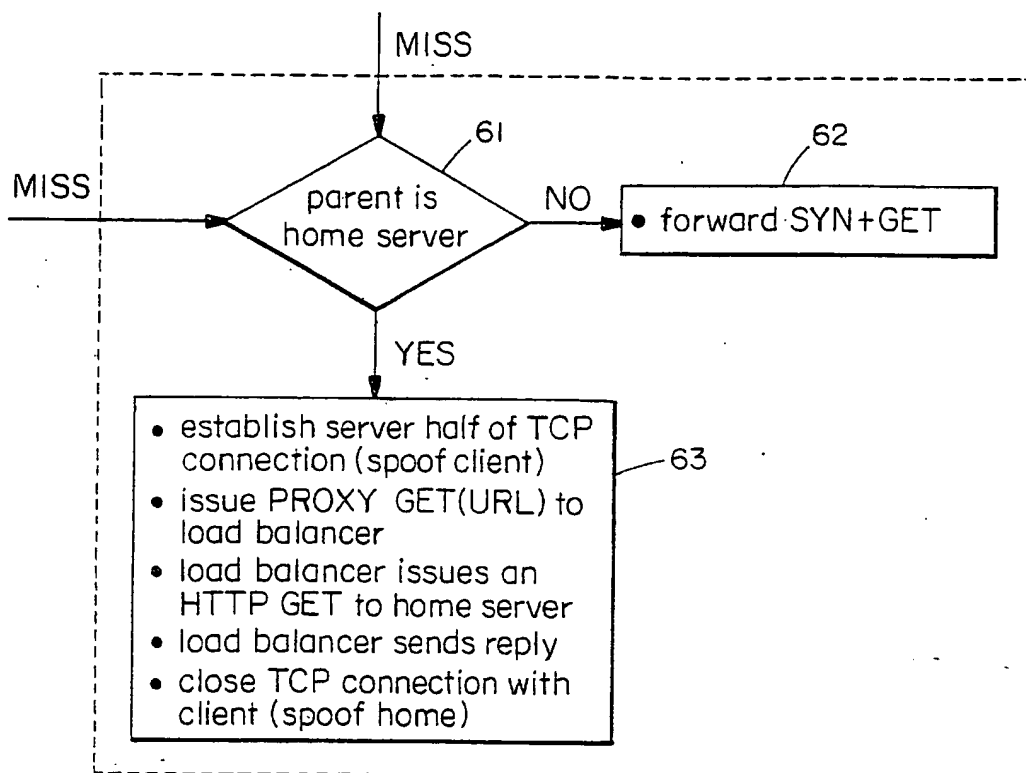 MISS
61
62
MISS
parent is
home server
NO
• forward SYN+GET
YES
• establish server half of TCP
connection (spoof client)
63
• issue PROXY GET(URL) to
load balancer
• load balancer issues an
HTTP GET to home server
• load balancer sends reply
• close TCP connection with
client (spoof home)